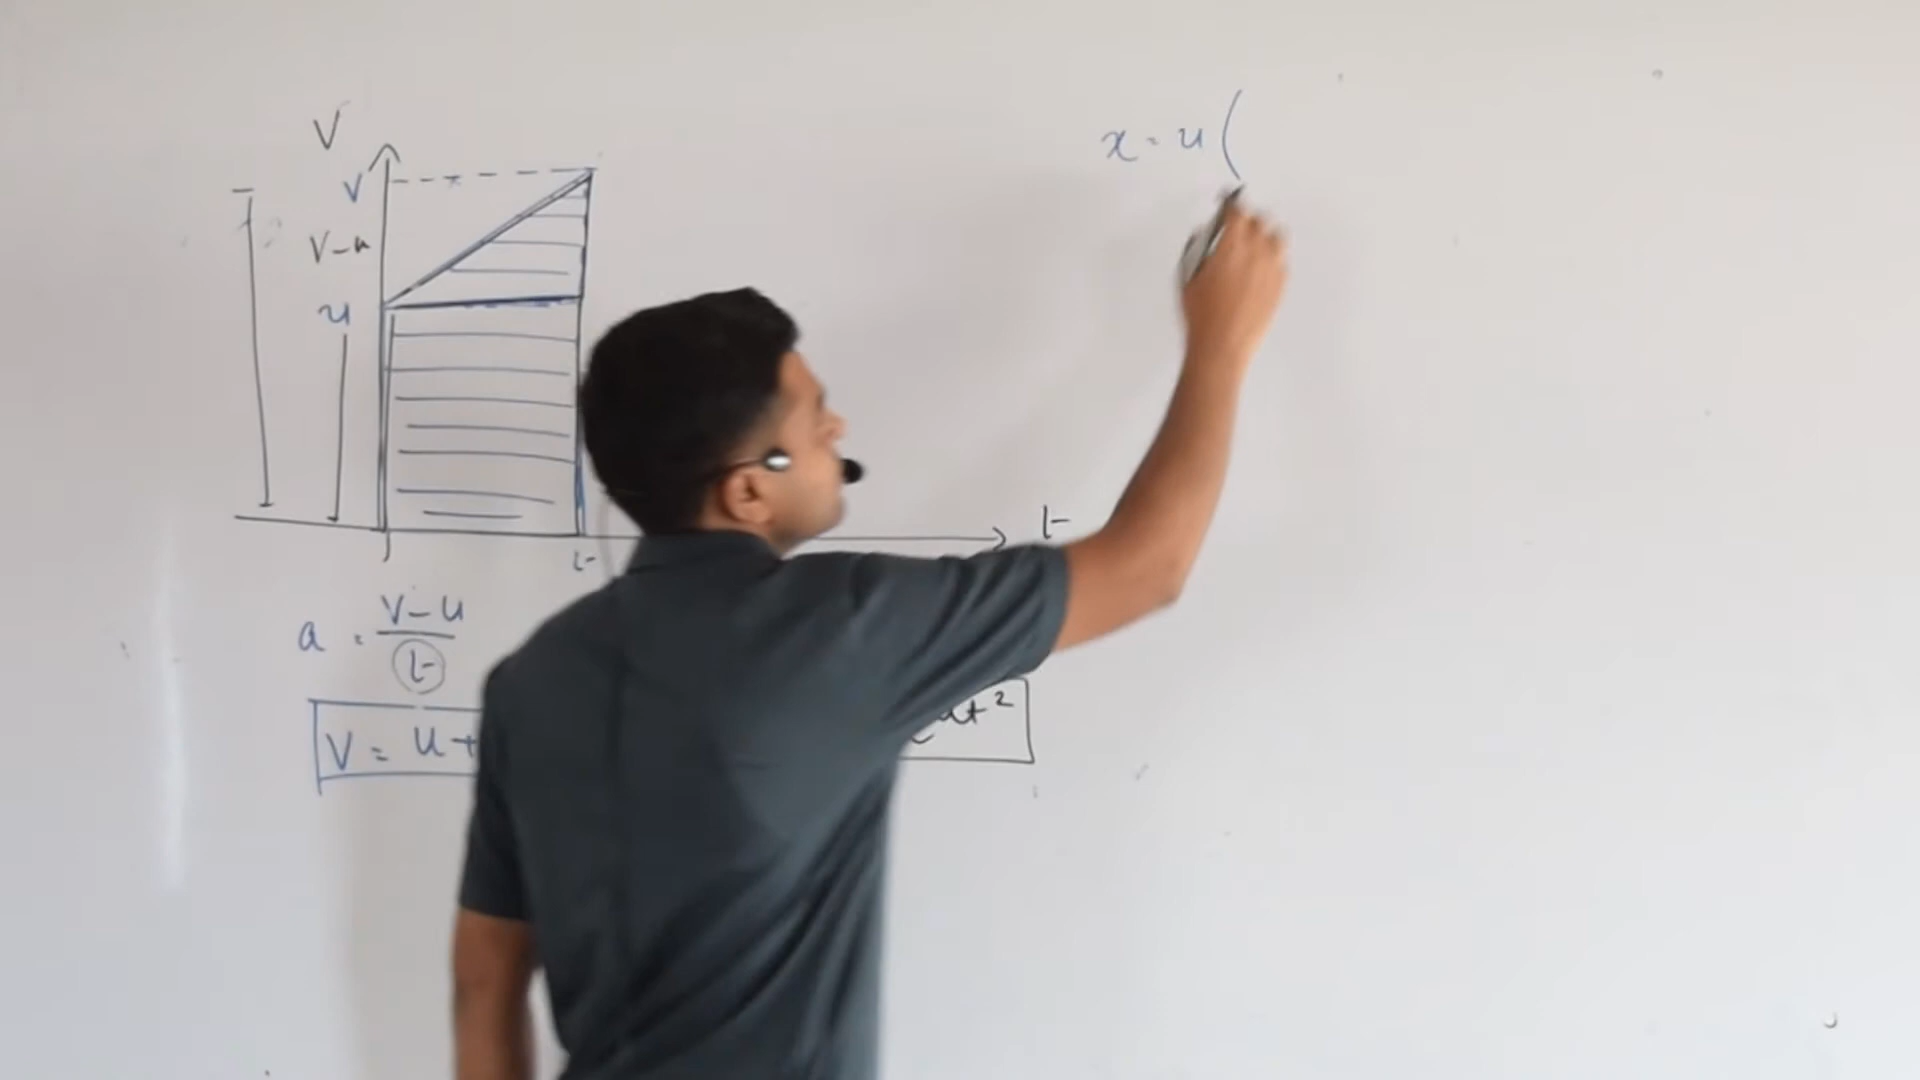 V
v
V-u
u
t
t
a = v-u / t
V = u+
at²
x = u (